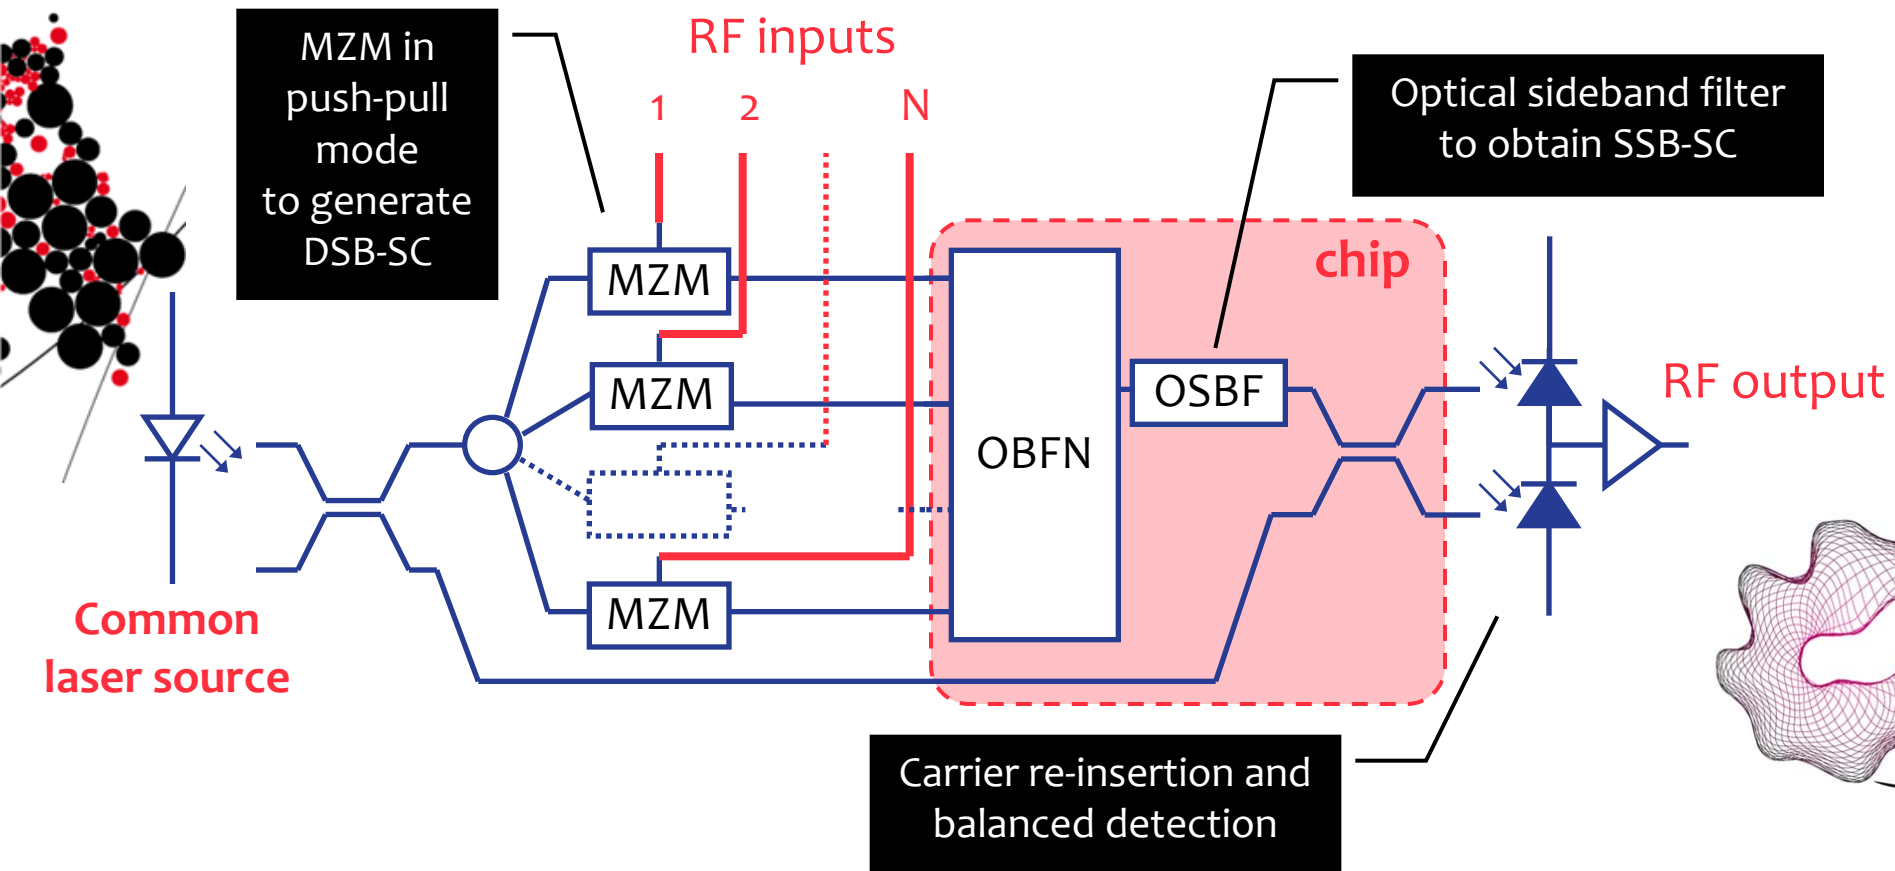 MZM in
push-pull
mode
to generate
DSB-SC
RF inputs
1
2
N
Optical sideband filter
to obtain SSB-SC
chip
MZM
MZM
OSBF
RF output
OBFN
MZM
Common
laser source
Carrier re-insertion and
balanced detection